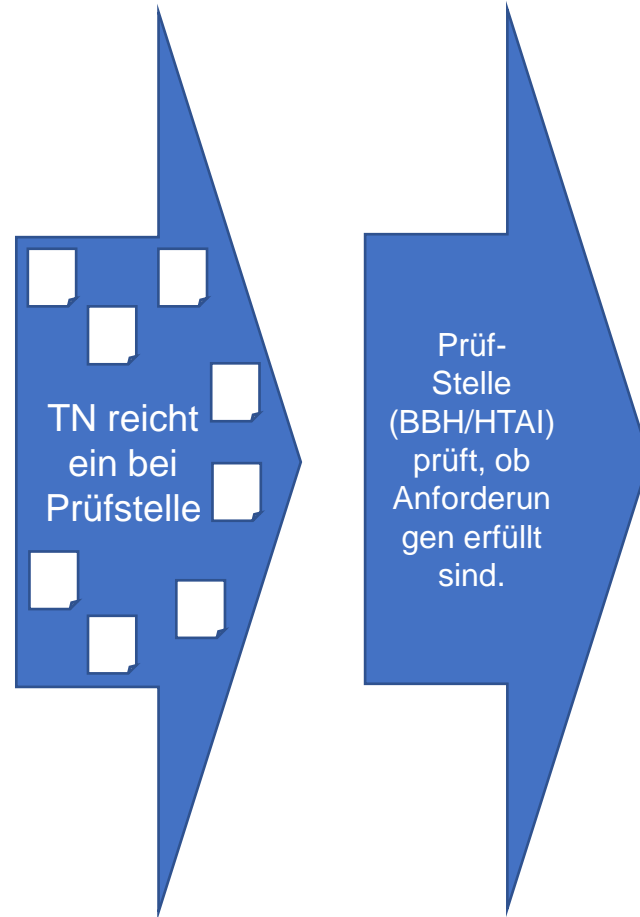 TN reicht
ein bei
Prüfstelle
Prüf-
Stelle
(BBH/HTAI)
prüft, ob
Anforderun
gen erfüllt
sind.